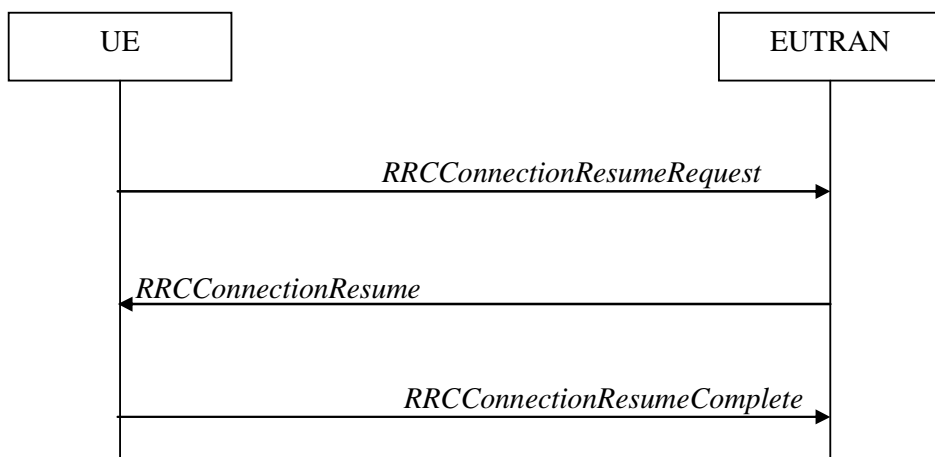 UE
EUTRAN
RRCConnectionResumeRequest
RRCConnectionResume
RRCConnectionResumeComplete